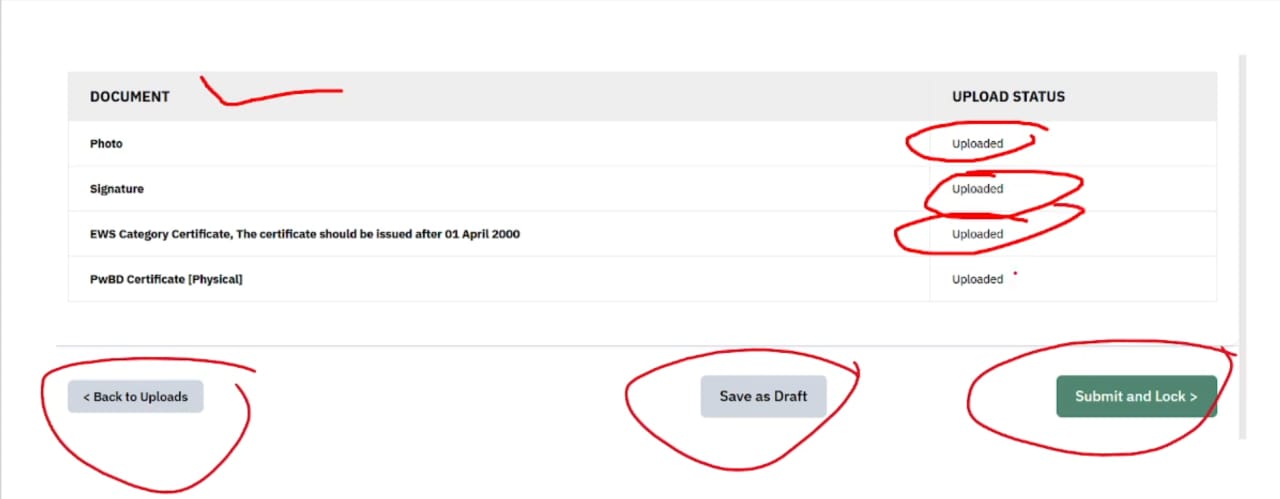 DOCUMENT UPLOAD STATUS
Photo Uploaded
Signature Uploaded
EWS Category Certificate, The certificate should be issued after 01 April 2000 Uploaded
PwBD Certificate [Physical] Uploaded
< Back to Uploads Save as Draft Submit and Lock >